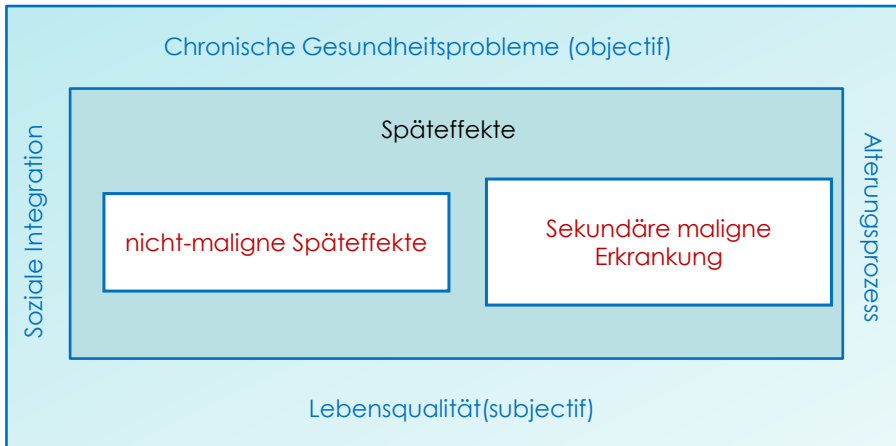 Chronische Gesundheitsprobleme (objectif)
Soziale Integration
Späteffekte
nicht-maligne Späteffekte
Sekundäre maligne
Erkrankung
Alterungsprozess
Lebensqualität(subjectif)